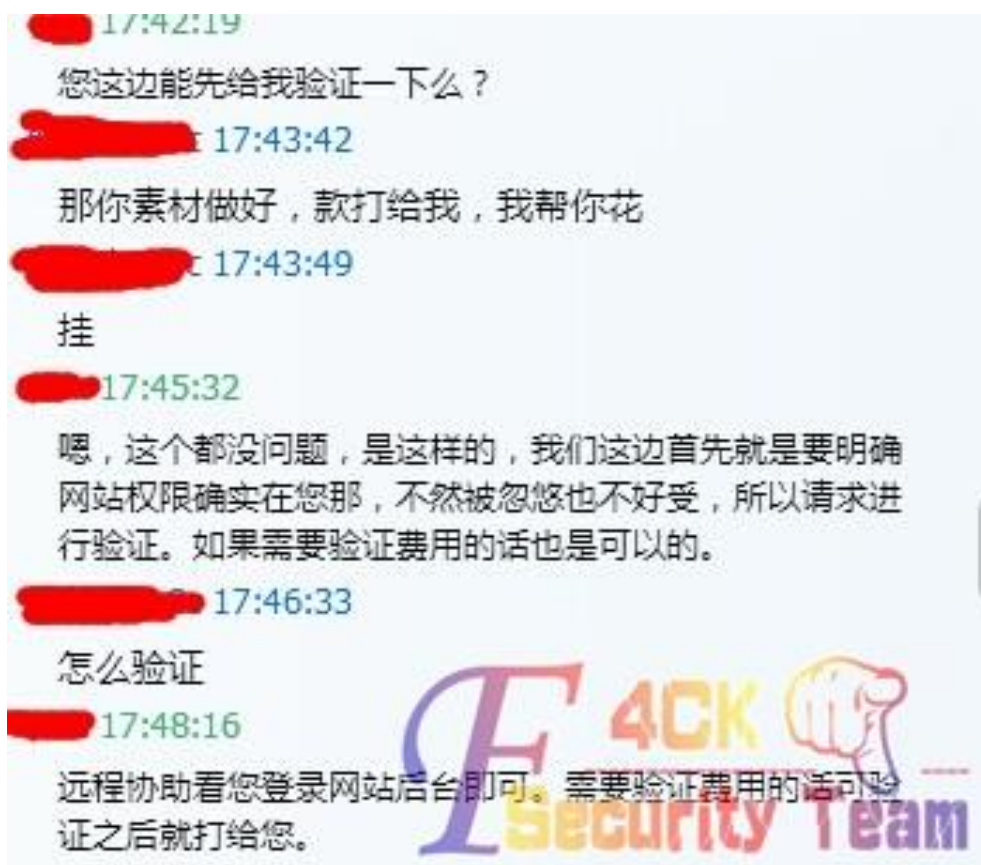 17:42:19
您这边能先给我验证一下么？
17:43:42
那你素材做好，款打给我，我帮你花
17:43:49
挂
17:45:32
嗯，这个都没问题，是这样的，我们这边首先就是要明确
网站权限确实在您那，不然被忽悠也不好受，所以请求进
行验证。如果需要验证费用的话也是可以的。
17:46:33
怎么验证
17:48:16
远程协助看您登录网站后台即可。需要验证费用的话可验
证之后就打给您。
F4CK
Security Team